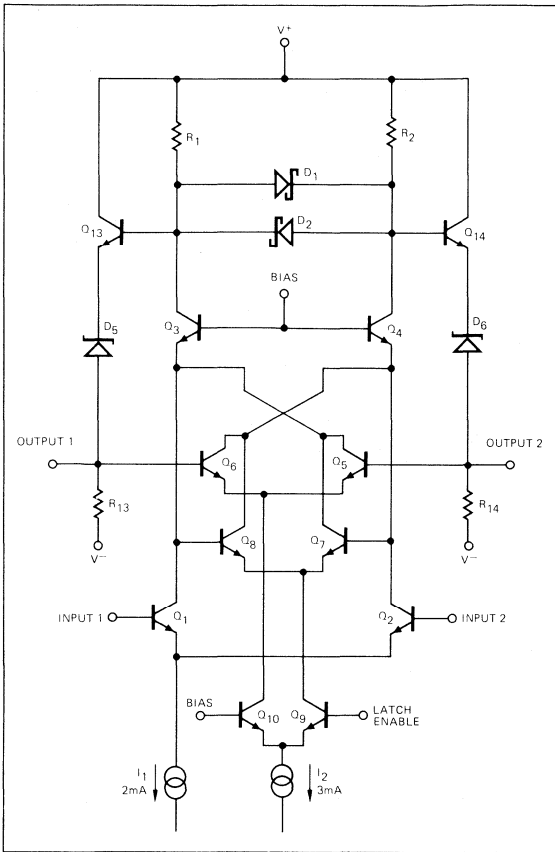 V+
R1
R2
D1
D2
Q13
Q14
BIAS
D5
Q3
Q4
D6
OUTPUT 1
OUTPUT 2
Q6
Q5
R13
R14
V−
V−
Q8
Q7
INPUT 1
Q1
Q2
INPUT 2
BIAS
Q10
Q9
LATCH
ENABLE
I1
2mA
I2
3mA